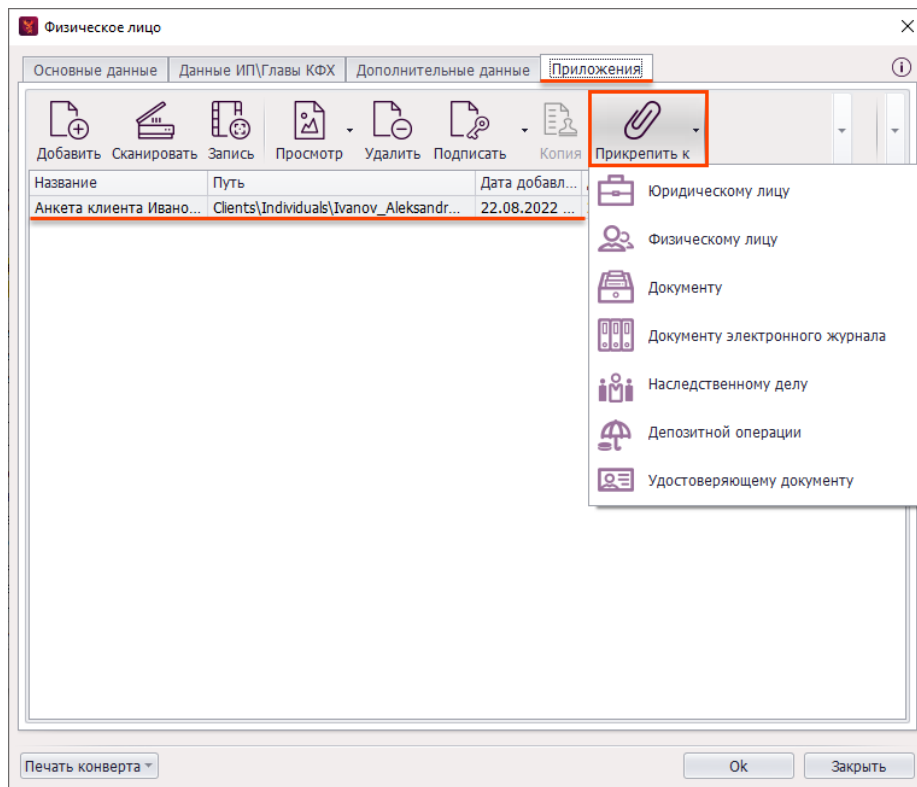 Физическое лицо
Основные данные Данные ИП\Главы КФХ Дополнительные данные Приложения
Добавить Сканировать Запись Просмотр Удалить Подписать Копия Прикрепить к
Название Путь Дата добавл...
Анкета клиента Ивано... Clients\Individuals\Ivanov_Aleksandr... 22.08.2022 ...
Юридическому лицу
Физическому лицу
Документу
Документу электронного журнала
Наследственному делу
Депозитной операции
Удостоверяющему документу
Печать конверта Ok Закрыть